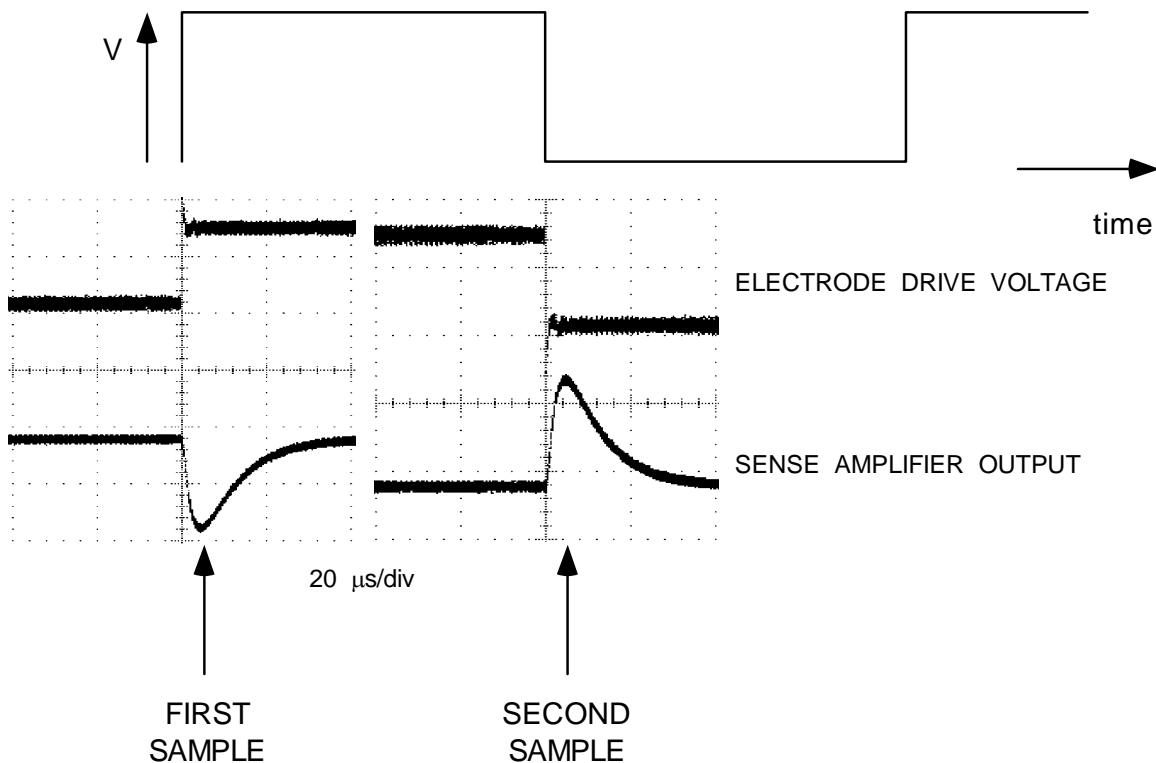 V
time
ELECTRODE DRIVE VOLTAGE
SENSE AMPLIFIER OUTPUT
20 μs/div
FIRST
SAMPLE
SECOND
SAMPLE